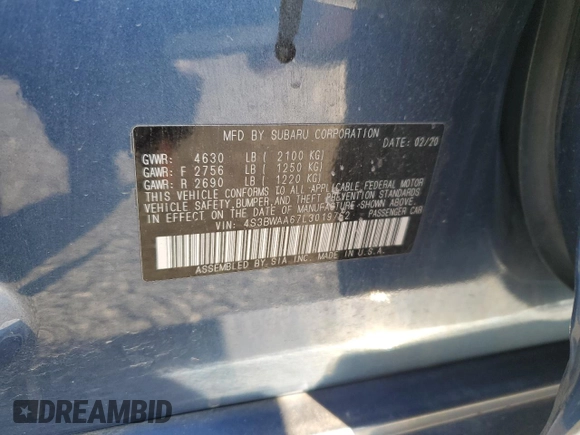 MFD BY SUBARU CORPORATION
DATE: 02/20
GVWR: 4630 LB ( 2100 KG)
GAWR: F 2756 LB ( 1250 KG)
GAWR: R 2690 LB ( 1220 KG)
THIS VEHICLE CONFORMS TO ALL APPLICABLE FEDERAL MOTOR
VEHICLE SAFETY, BUMPER, AND THEFT PREVENTION STANDARDS
IN EFFECT ON THE DATE OF MANUFACTURE SHOWN ABOVE.
VIN: 4S3BWAA67L3019752 PASSENGER CAR
ASSEMBLED BY SIA, INC. MADE IN U.S.A.
DREAMBID